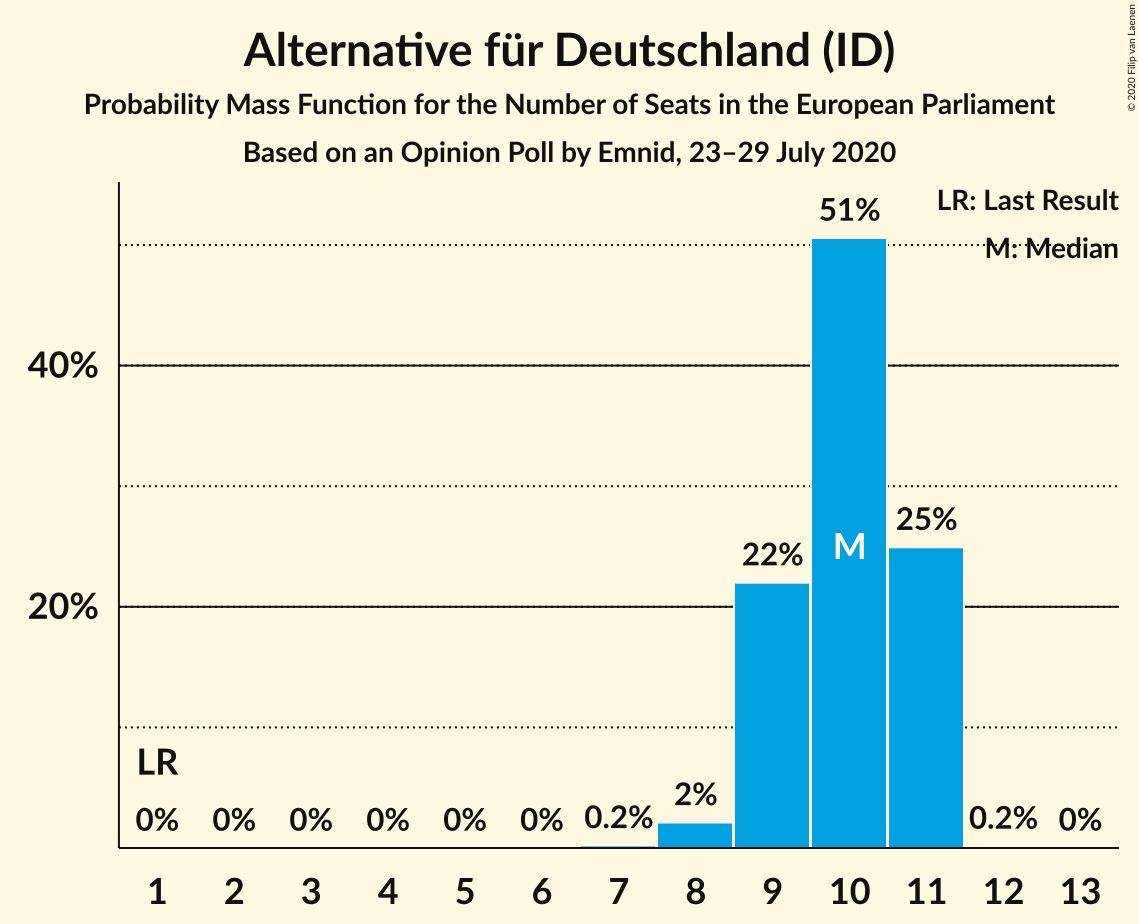 Alternative für Deutschland (ID)
Probability Mass Function for the Number of Seats in the European Parliament
Based on an Opinion Poll by Emnid, 23–29 July 2020
© 2020 Filip van Laenen
LR: Last Result
M: Median
51%
40%
25%
22%
M
20%
LR
2%
0% 0% 0% 0% 0% 0% 0.2% 0.2% 0%
1 2 3 4 5 6 7 8 9 10 11 12 13